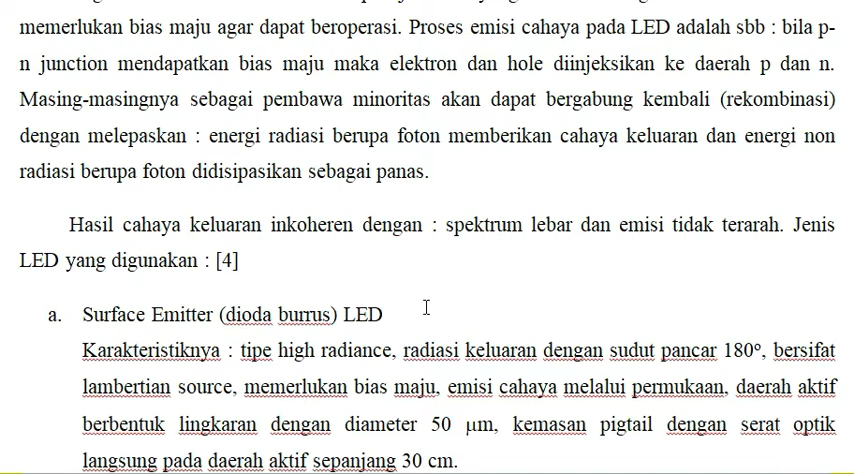 memerlukan bias maju agar dapat beroperasi. Proses emisi cahaya pada LED adalah sbb : bila p-
n junction mendapatkan bias maju maka elektron dan hole diinjeksikan ke daerah p dan n.
Masing-masingnya sebagai pembawa minoritas akan dapat bergabung kembali (rekombinasi)
dengan melepaskan : energi radiasi berupa foton memberikan cahaya keluaran dan energi non
radiasi berupa foton didisipasikan sebagai panas.
Hasil cahaya keluaran inkoheren dengan : spektrum lebar dan emisi tidak terarah. Jenis
LED yang digunakan : [4]
a. Surface Emitter (dioda burrus) LED
Karakteristiknya : tipe high radiance, radiasi keluaran dengan sudut pancar 180°, bersifat
lambertian source, memerlukan bias maju, emisi cahaya melalui permukaan, daerah aktif
berbentuk lingkaran dengan diameter 50 μm, kemasan pigtail dengan serat optik
langsung pada daerah aktif sepanjang 30 cm.